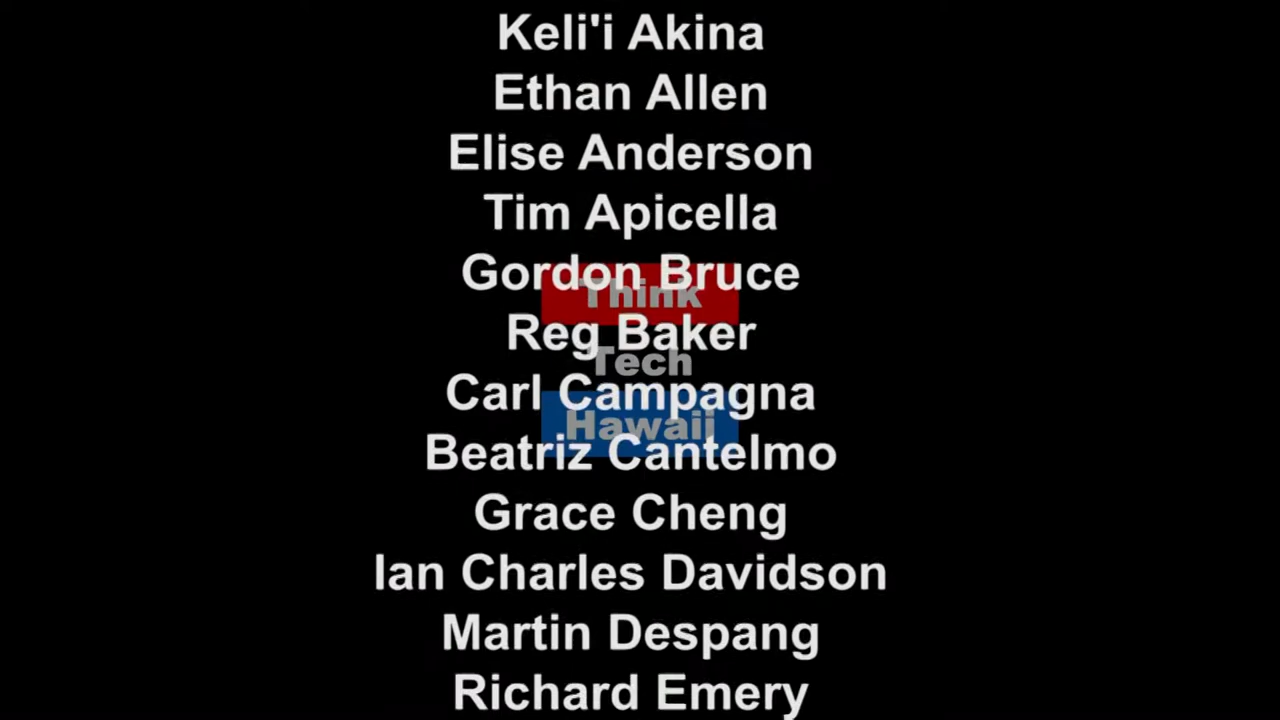 Keli'i Akina
Ethan Allen
Elise Anderson
Tim Apicella
Gordon Bruce
Think
Reg Baker
Tech
Carl Campagna
Hawaii
Beatriz Cantelmo
Grace Cheng
Ian Charles Davidson
Martin Despang
Richard Emery